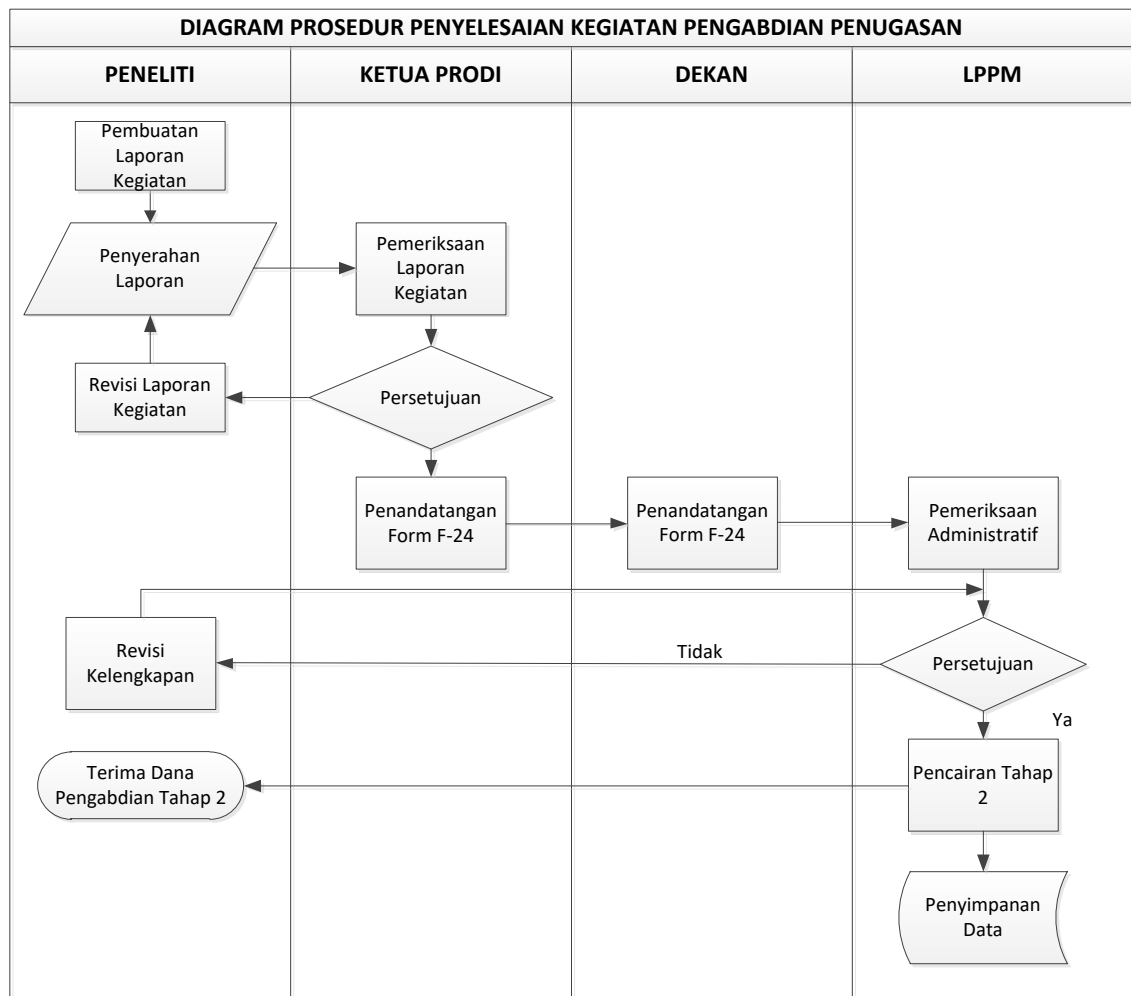 DIAGRAM PROSEDUR PENYELESAIAN KEGIATAN PENGABDIAN PENUGASAN
PENELITI
KETUA PRODI
DEKAN
LPPM
Pembuatan
Laporan
Kegiatan
Penyerahan
Laporan
Pemeriksaan
Laporan
Kegiatan
Revisi Laporan
Kegiatan
Persetujuan
Penandatangan
Form F-24
Penandatangan
Form F-24
Pemeriksaan
Administratif
Revisi
Kelengkapan
Tidak
Persetujuan
Ya
Terima Dana
Pengabdian Tahap 2
Pencairan Tahap
2
Penyimpanan
Data